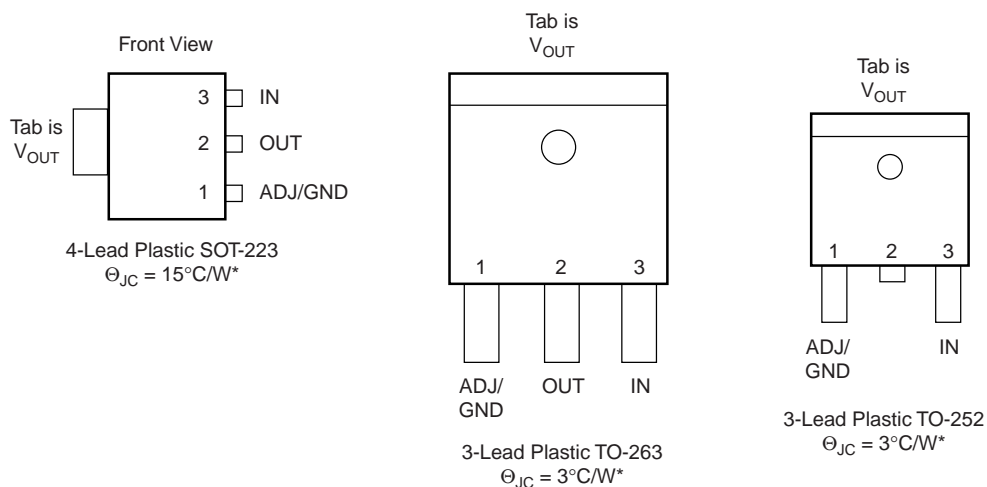 Front View
Tab is
V_OUT
3 IN
2 OUT
1 ADJ/GND
4-Lead Plastic SOT-223
Θ_JC = 15°C/W*
Tab is
V_OUT
1 2 3
ADJ/
GND
OUT
IN
3-Lead Plastic TO-263
Θ_JC = 3°C/W*
Tab is
V_OUT
1 2 3
ADJ/
GND
IN
3-Lead Plastic TO-252
Θ_JC = 3°C/W*